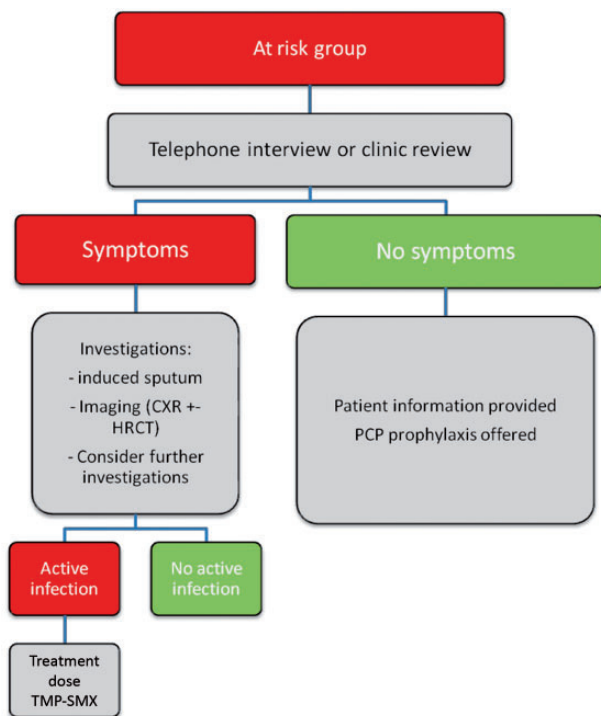 At risk group
Telephone interview or clinic review
Symptoms
No symptoms
Investigations:
- induced sputum
- Imaging (CXR +-
HRCT)
- Consider further
investigations
Patient information provided
PCP prophylaxis offered
Active
infection
No active
infection
Treatment
dose
TMP-SMX